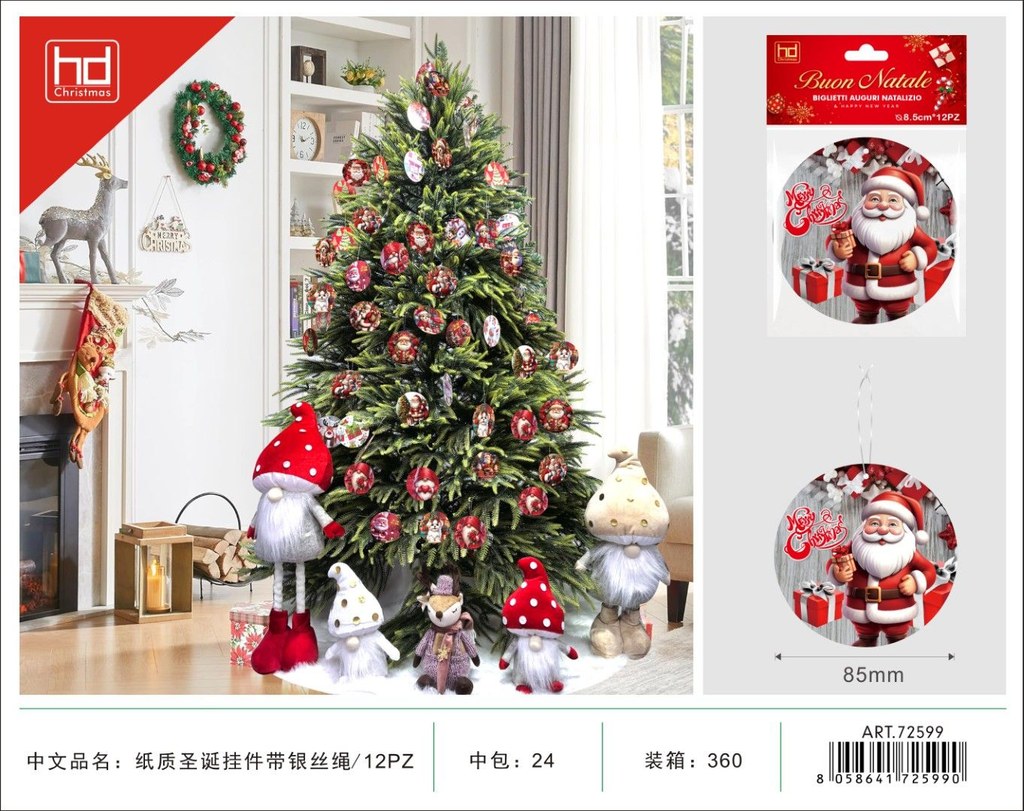 hd
Christmas
MERRY
CHRISTMAS
hd
Christmas
Buon Natale
BIGLIETTI AUGURI NATALIZIO
& HAPPY NEW YEAR
⌀8.5cm*12PZ
Merry
Christmas
Merry
Christmas
85mm
中文品名：纸质圣诞挂件带银丝绳/12PZ
中包：24
装箱：360
ART.72599
8 058641 725990